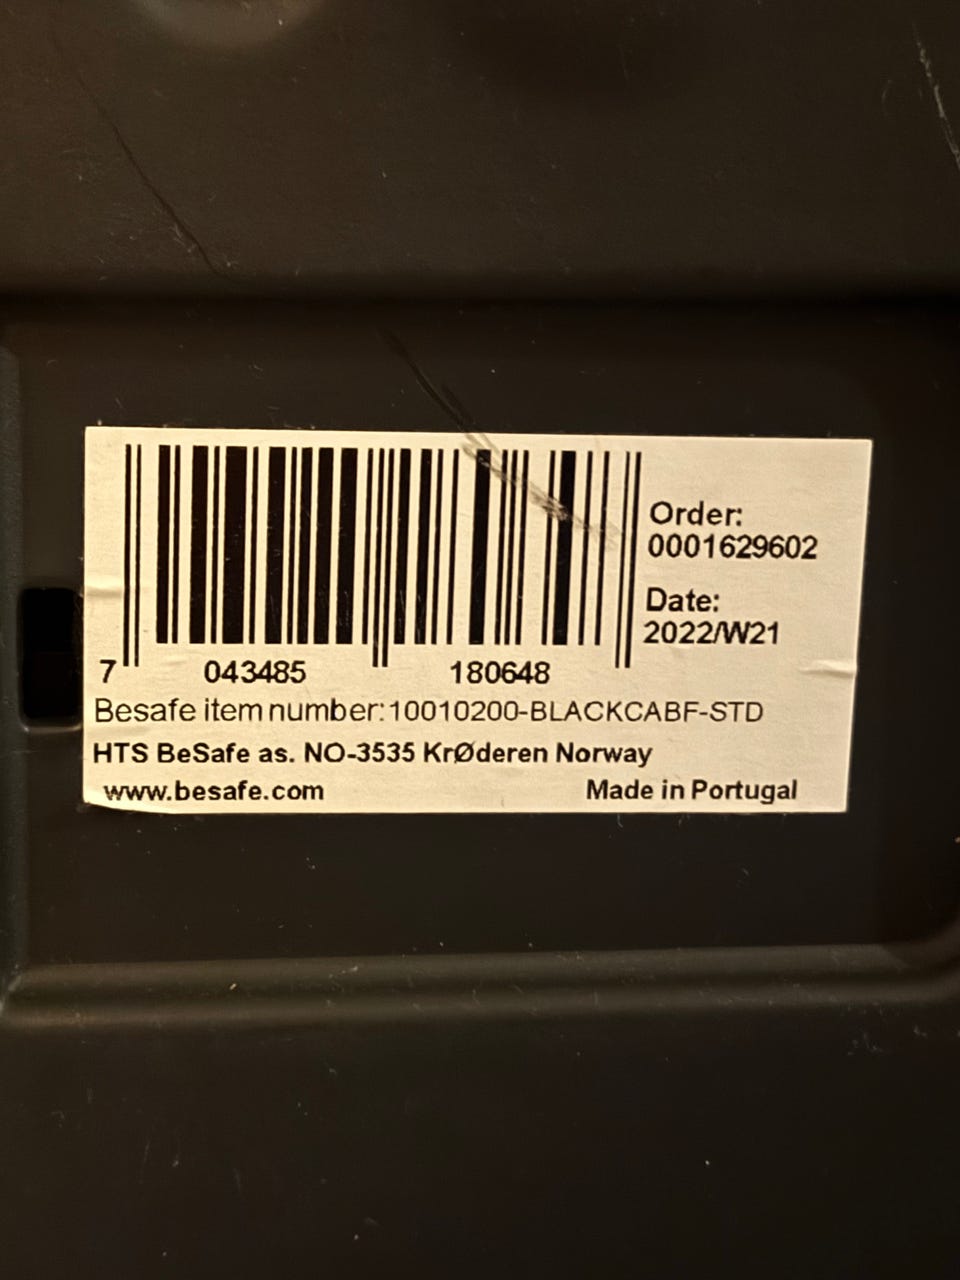 Order:
0001629602
Date:
2022/W21
7 043485 180648
Besafe item number:10010200-BLACKCABF-STD
HTS BeSafe as. NO-3535 KrØderen Norway
www.besafe.com Made in Portugal